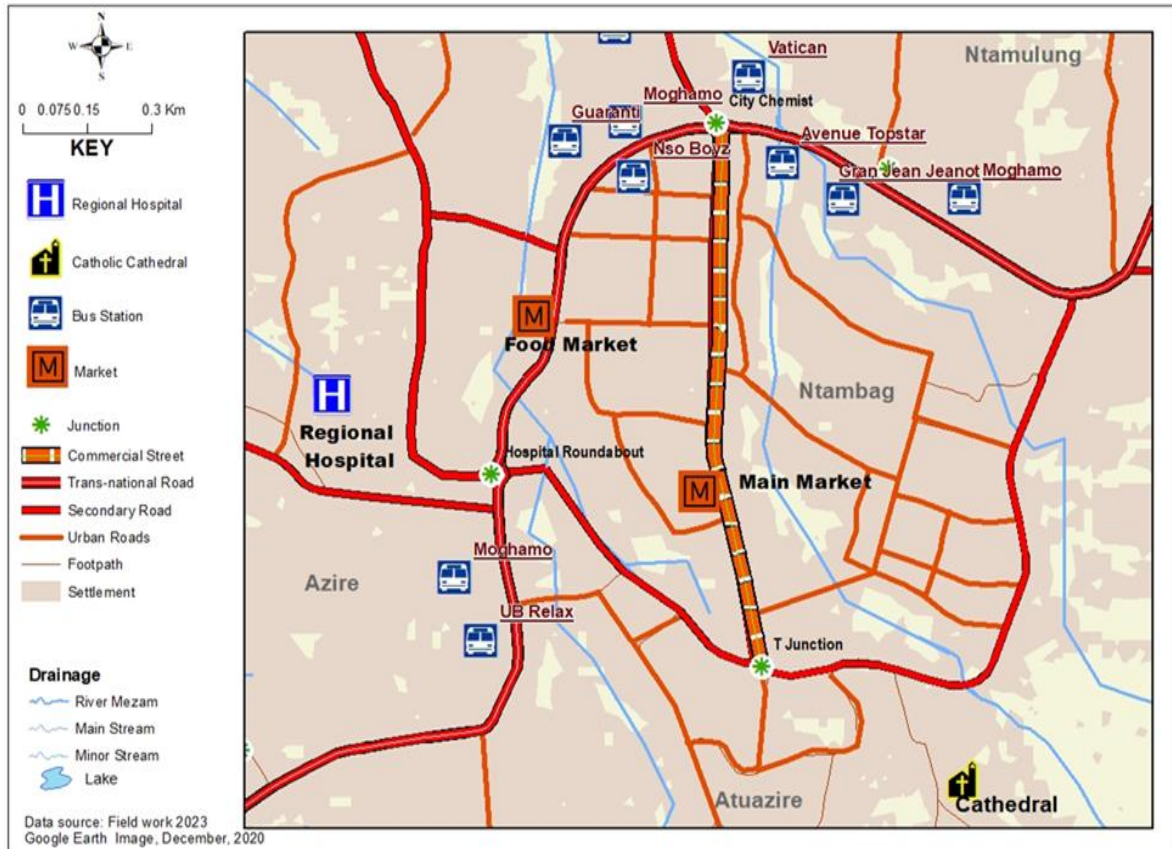 N
W E
S
0 0.075 0.15 0.3 Km
KEY
H Regional Hospital
Catholic Cathedral
Bus Station
M Market
Junction
Commercial Street
Trans-national Road
Secondary Road
Urban Roads
Footpath
Settlement
Drainage
River Mezam
Main Stream
Minor Stream
Lake
Data source: Field work 2023
Google Earth Image, December, 2020
Vatican
Ntamulung
Moghamo
City Chemist
Guaranti
Avenue Topstar
Nso Boyz
Gran Jean Jeanot Moghamo
M
Food Market
Ntambag
H
Regional
Hospital
Hospital Roundabout
M
Main Market
Moghamo
Azire
UB Relax
T Junction
Atuazire
Cathedral